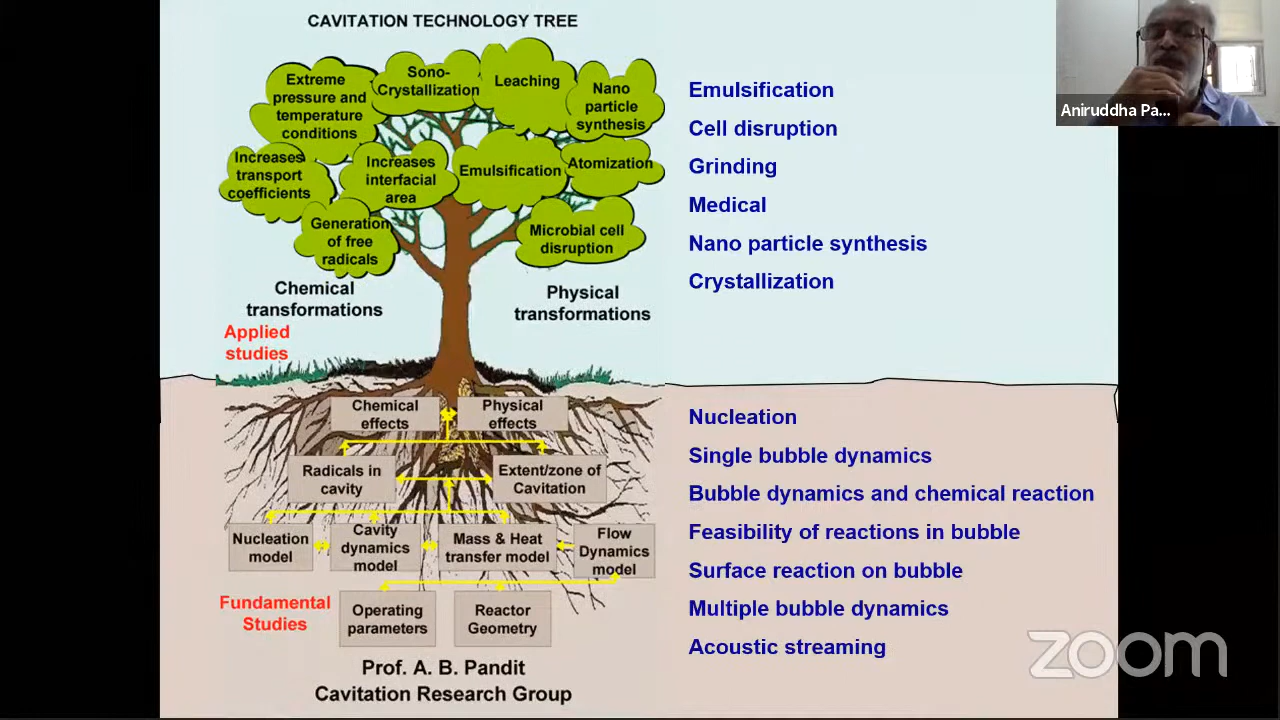 CAVITATION TECHNOLOGY TREE
Extreme
pressure and
temperature
conditions
Sono-
Crystallization
Leaching
Nano
particle
synthesis
Increases
transport
coefficients
Increases
interfacial
area
Emulsification
Atomization
Generation
of free
radicals
Microbial cell
disruption
Chemical
transformations
Physical
transformations
Applied
studies
Chemical
effects
Physical
effects
Radicals in
cavity
Extent/zone of
Cavitation
Nucleation
model
Cavity
dynamics
model
Mass & Heat
transfer model
Flow
Dynamics
model
Fundamental
Studies
Operating
parameters
Reactor
Geometry
Prof. A. B. Pandit
Cavitation Research Group
Emulsification
Cell disruption
Grinding
Medical
Nano particle synthesis
Crystallization
Nucleation
Single bubble dynamics
Bubble dynamics and chemical reaction
Feasibility of reactions in bubble
Surface reaction on bubble
Multiple bubble dynamics
Acoustic streaming
Aniruddha Pa...
zoom